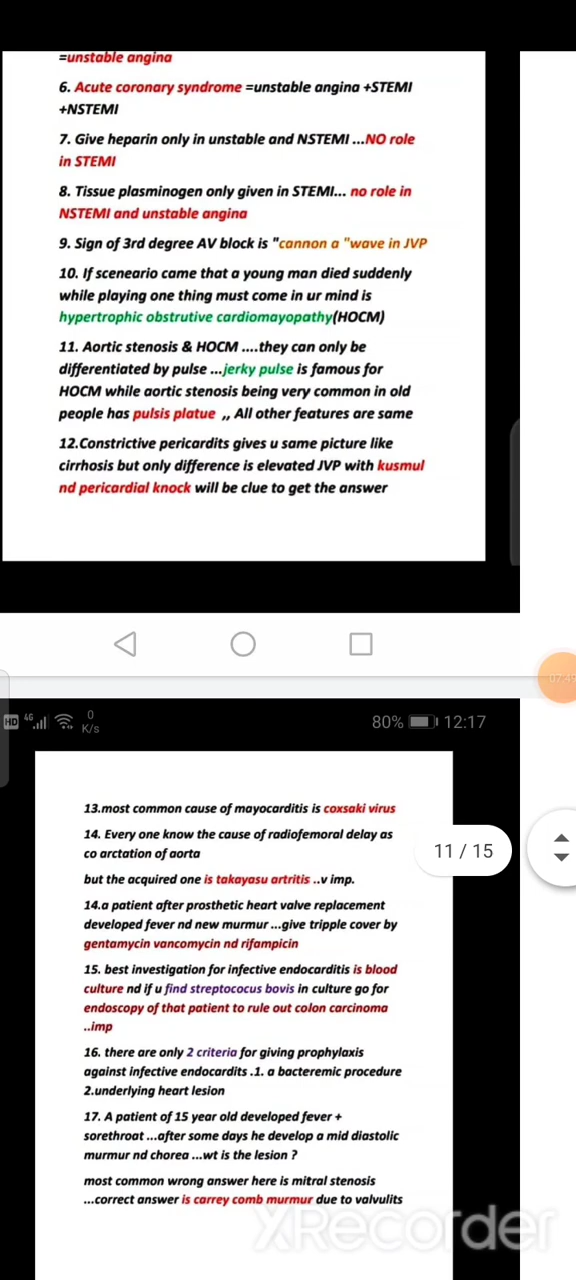 =unstable angina
6. Acute coronary syndrome =unstable angina +STEMI
+NSTEMI
7. Give heparin only in unstable and NSTEMI ...NO role
in STEMI
8. Tissue plasminogen only given in STEMI... no role in
NSTEMI and unstable angina
9. Sign of 3rd degree AV block is "cannon a "wave in JVP
10. If sceneario came that a young man died suddenly
while playing one thing must come in ur mind is
hypertrophic obstrutive cardiomayopathy(HOCM)
11. Aortic stenosis & HOCM ....they can only be
differentiated by pulse ...jerky pulse is famous for
HOCM while aortic stenosis being very common in old
people has pulsis platue ,, All other features are same
12.Constrictive pericardits gives u same picture like
cirrhosis but only difference is elevated JVP with kusmul
nd pericardial knock will be clue to get the answer
07:49
HD 4G 0 K/s 80% 12:17
13.most common cause of mayocarditis is coxsaki virus
14. Every one know the cause of radiofemoral delay as
co arctation of aorta
11 / 15
but the acquired one is takayasu artritis ..v imp.
14.a patient after prosthetic heart valve replacement
developed fever nd new murmur ...give tripple cover by
gentamycin vancomycin nd rifampicin
15. best investigation for infective endocarditis is blood
culture nd if u find streptococus bovis in culture go for
endoscopy of that patient to rule out colon carcinoma
..imp
16. there are only 2 criteria for giving prophylaxis
against infective endocardits .1. a bacteremic procedure
2.underlying heart lesion
17. A patient of 15 year old developed fever +
sorethroat ...after some days he develop a mid diastolic
murmur nd chorea ...wt is the lesion ?
most common wrong answer here is mitral stenosis
...correct answer is carrey comb murmur due to valvulits
XRecorder